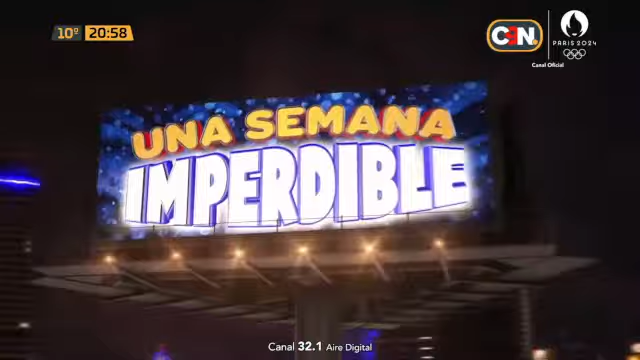 10° 20:58
C9N.
PARIS 2024
Canal Oficial
UNA SEMANA
IMPERDIBLE
Canal 32.1 Aire Digital